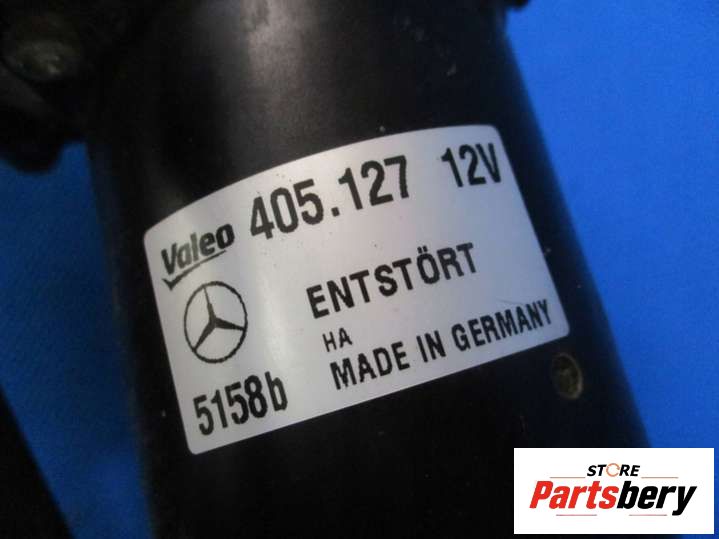 Valeo 405.127 12V
ENTSTÖRT
HA
5158b MADE IN GERMANY
STORE
Partsbery